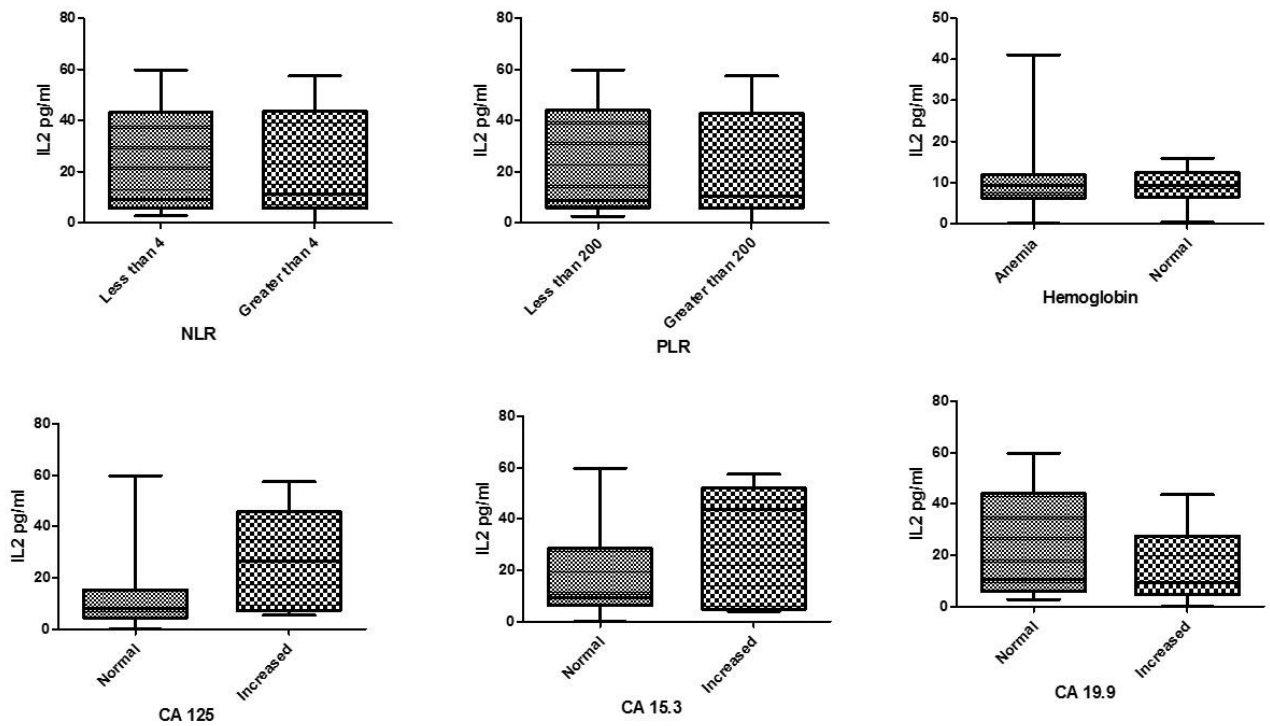 80
60
40
20
0
IL2 pg/ml
Less than 4
Greater than 4
NLR
80
60
40
20
0
IL2 pg/ml
Less than 200
Greater than 200
PLR
50
40
30
20
10
0
IL2 pg/ml
Anemia
Normal
Hemoglobin
80
60
40
20
0
IL2 pg/ml
Normal
Increased
CA 125
80
60
40
20
0
IL2 pg/ml
Normal
Increased
CA 15.3
80
60
40
20
0
IL2 pg/ml
Normal
Increased
CA 19.9